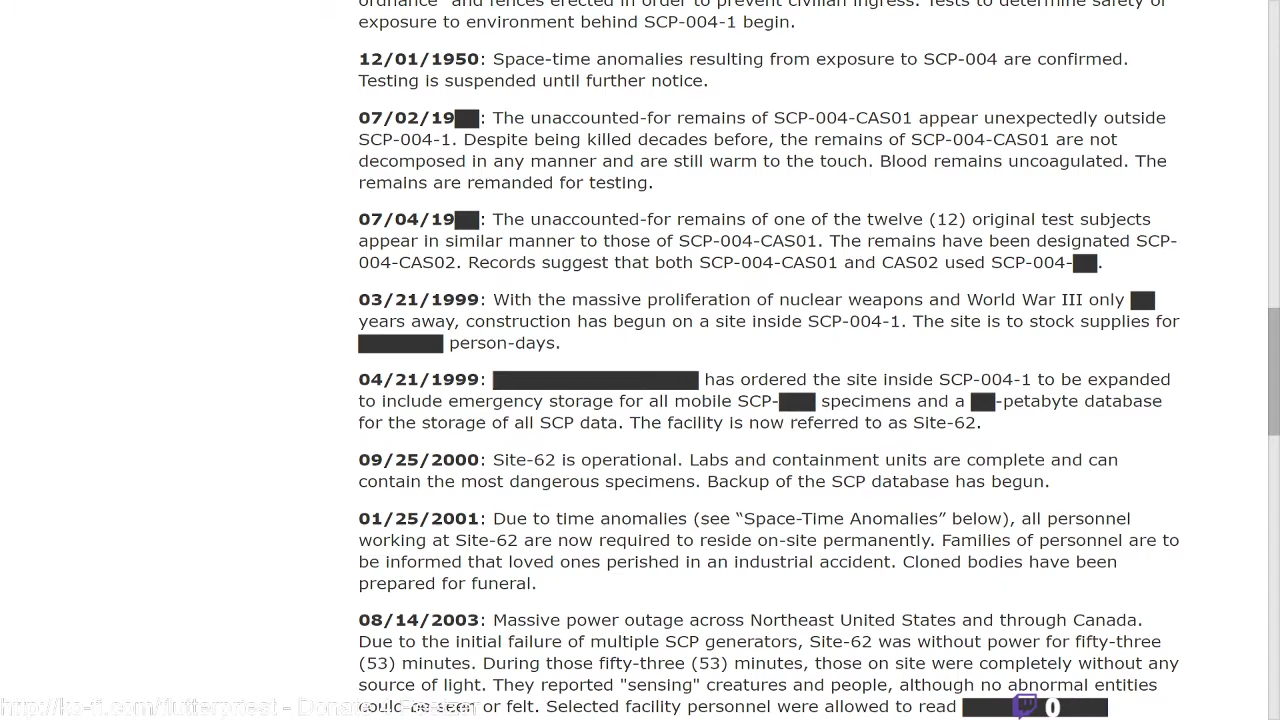 ordnance" and fences erected in order to prevent civilian ingress. Tests to determine safety of
exposure to environment behind SCP-004-1 begin.
12/01/1950: Space-time anomalies resulting from exposure to SCP-004 are confirmed.
Testing is suspended until further notice.
07/02/19██: The unaccounted-for remains of SCP-004-CAS01 appear unexpectedly outside
SCP-004-1. Despite being killed decades before, the remains of SCP-004-CAS01 are not
decomposed in any manner and are still warm to the touch. Blood remains uncoagulated. The
remains are remanded for testing.
07/04/19██: The unaccounted-for remains of one of the twelve (12) original test subjects
appear in similar manner to those of SCP-004-CAS01. The remains have been designated SCP-
004-CAS02. Records suggest that both SCP-004-CAS01 and CAS02 used SCP-004-██.
03/21/1999: With the massive proliferation of nuclear weapons and World War III only ██
years away, construction has begun on a site inside SCP-004-1. The site is to stock supplies for
███████ person-days.
04/21/1999: █████████████████ has ordered the site inside SCP-004-1 to be expanded
to include emergency storage for all mobile SCP-███ specimens and a ██-petabyte database
for the storage of all SCP data. The facility is now referred to as Site-62.
09/25/2000: Site-62 is operational. Labs and containment units are complete and can
contain the most dangerous specimens. Backup of the SCP database has begun.
01/25/2001: Due to time anomalies (see “Space-Time Anomalies” below), all personnel
working at Site-62 are now required to reside on-site permanently. Families of personnel are to
be informed that loved ones perished in an industrial accident. Cloned bodies have been
prepared for funeral.
08/14/2003: Massive power outage across Northeast United States and through Canada.
Due to the initial failure of multiple SCP generators, Site-62 was without power for fifty-three
(53) minutes. During those fifty-three (53) minutes, those on site were completely without any
source of light. They reported "sensing" creatures and people, although no abnormal entities
could be seen or felt. Selected facility personnel were allowed to read
http://ko-fi.com/flutterpriest - Donate
0